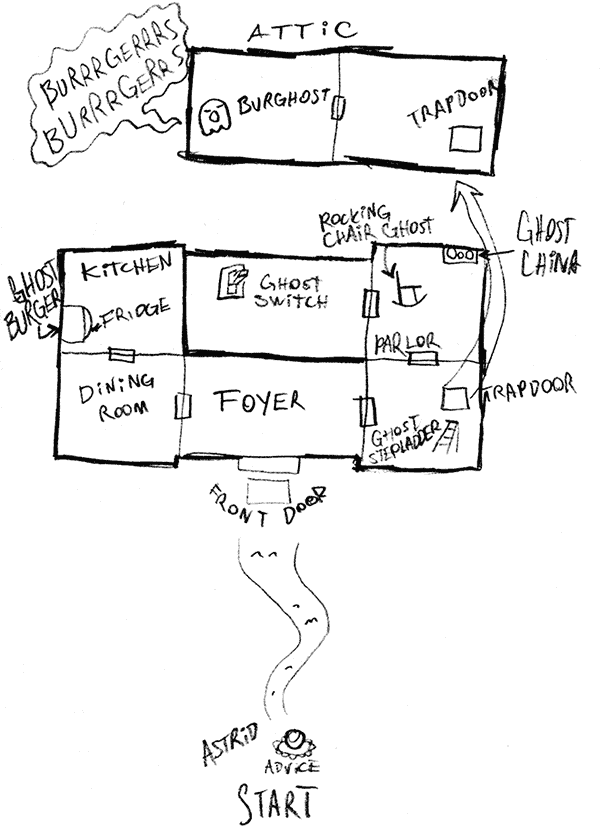 ATTiC
BURRRGERRRS
BURRRGERRS
BURGHOST
TRAPDOOR
ROCKING
CHAIR GHOST
GHOST
CHINA
KiTCHEN
GHOST
SWiTCH
GHOST
BURGER
FRiDGE
PARLOR
DiNiNG
ROOM
FOYER
TRAPDOOR
GHOST
STEPLADDER
FRONT DOOR
ASTRiD
ADViCE
START